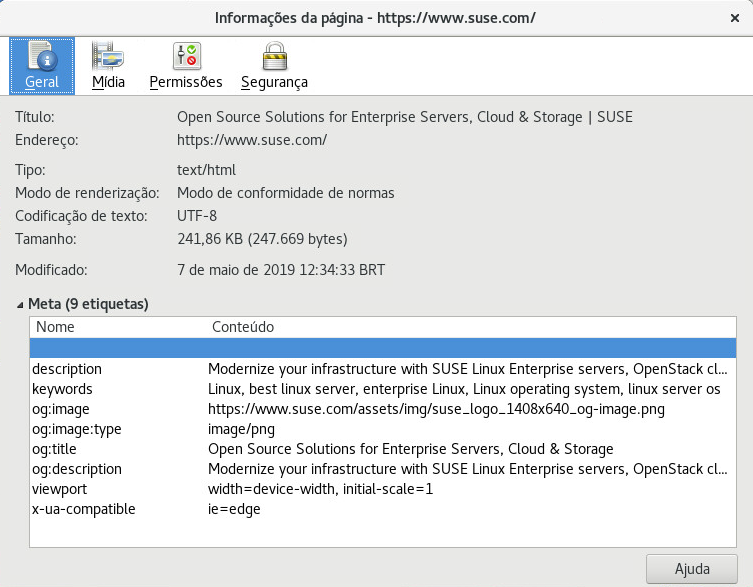 Informações da página - https://www.suse.com/
Geral Mídia Permissões Segurança
Título: Open Source Solutions for Enterprise Servers, Cloud & Storage | SUSE
Endereço: https://www.suse.com/
Tipo: text/html
Modo de renderização: Modo de conformidade de normas
Codificação de texto: UTF-8
Tamanho: 241,86 KB (247.669 bytes)
Modificado: 7 de maio de 2019 12:34:33 BRT
Meta (9 etiquetas)
Nome Conteúdo
description Modernize your infrastructure with SUSE Linux Enterprise servers, OpenStack cl...
keywords Linux, best linux server, enterprise Linux, Linux operating system, linux server os
og:image https://www.suse.com/assets/img/suse_logo_1408x640_og-image.png
og:image:type image/png
og:title Open Source Solutions for Enterprise Servers, Cloud & Storage
og:description Modernize your infrastructure with SUSE Linux Enterprise servers, OpenStack cl...
viewport width=device-width, initial-scale=1
x-ua-compatible ie=edge
Ajuda